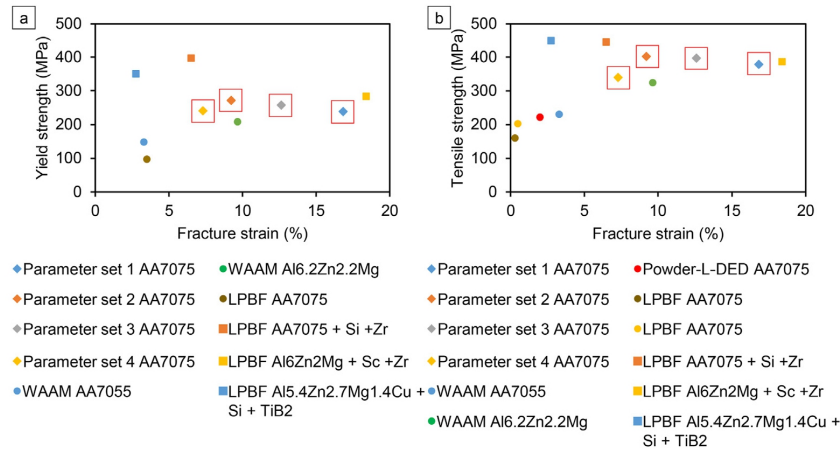 a
500
400
300
200
100
0
Yield strength (MPa)
0 5 10 15 20
Fracture strain (%)
Parameter set 1 AA7075
Parameter set 2 AA7075
Parameter set 3 AA7075
Parameter set 4 AA7075
WAAM AA7055
WAAM Al6.2Zn2.2Mg
LPBF AA7075
LPBF AA7075 + Si +Zr
LPBF Al6Zn2Mg + Sc +Zr
LPBF Al5.4Zn2.7Mg1.4Cu +
Si + TiB2
b
500
400
300
200
100
0
Tensile strength (MPa)
0 5 10 15 20
Fracture strain (%)
Parameter set 1 AA7075
Parameter set 2 AA7075
Parameter set 3 AA7075
Parameter set 4 AA7075
WAAM AA7055
WAAM Al6.2Zn2.2Mg
Powder-L-DED AA7075
LPBF AA7075
LPBF AA7075
LPBF AA7075 + Si +Zr
LPBF Al6Zn2Mg + Sc +Zr
LPBF Al5.4Zn2.7Mg1.4Cu +
Si + TiB2